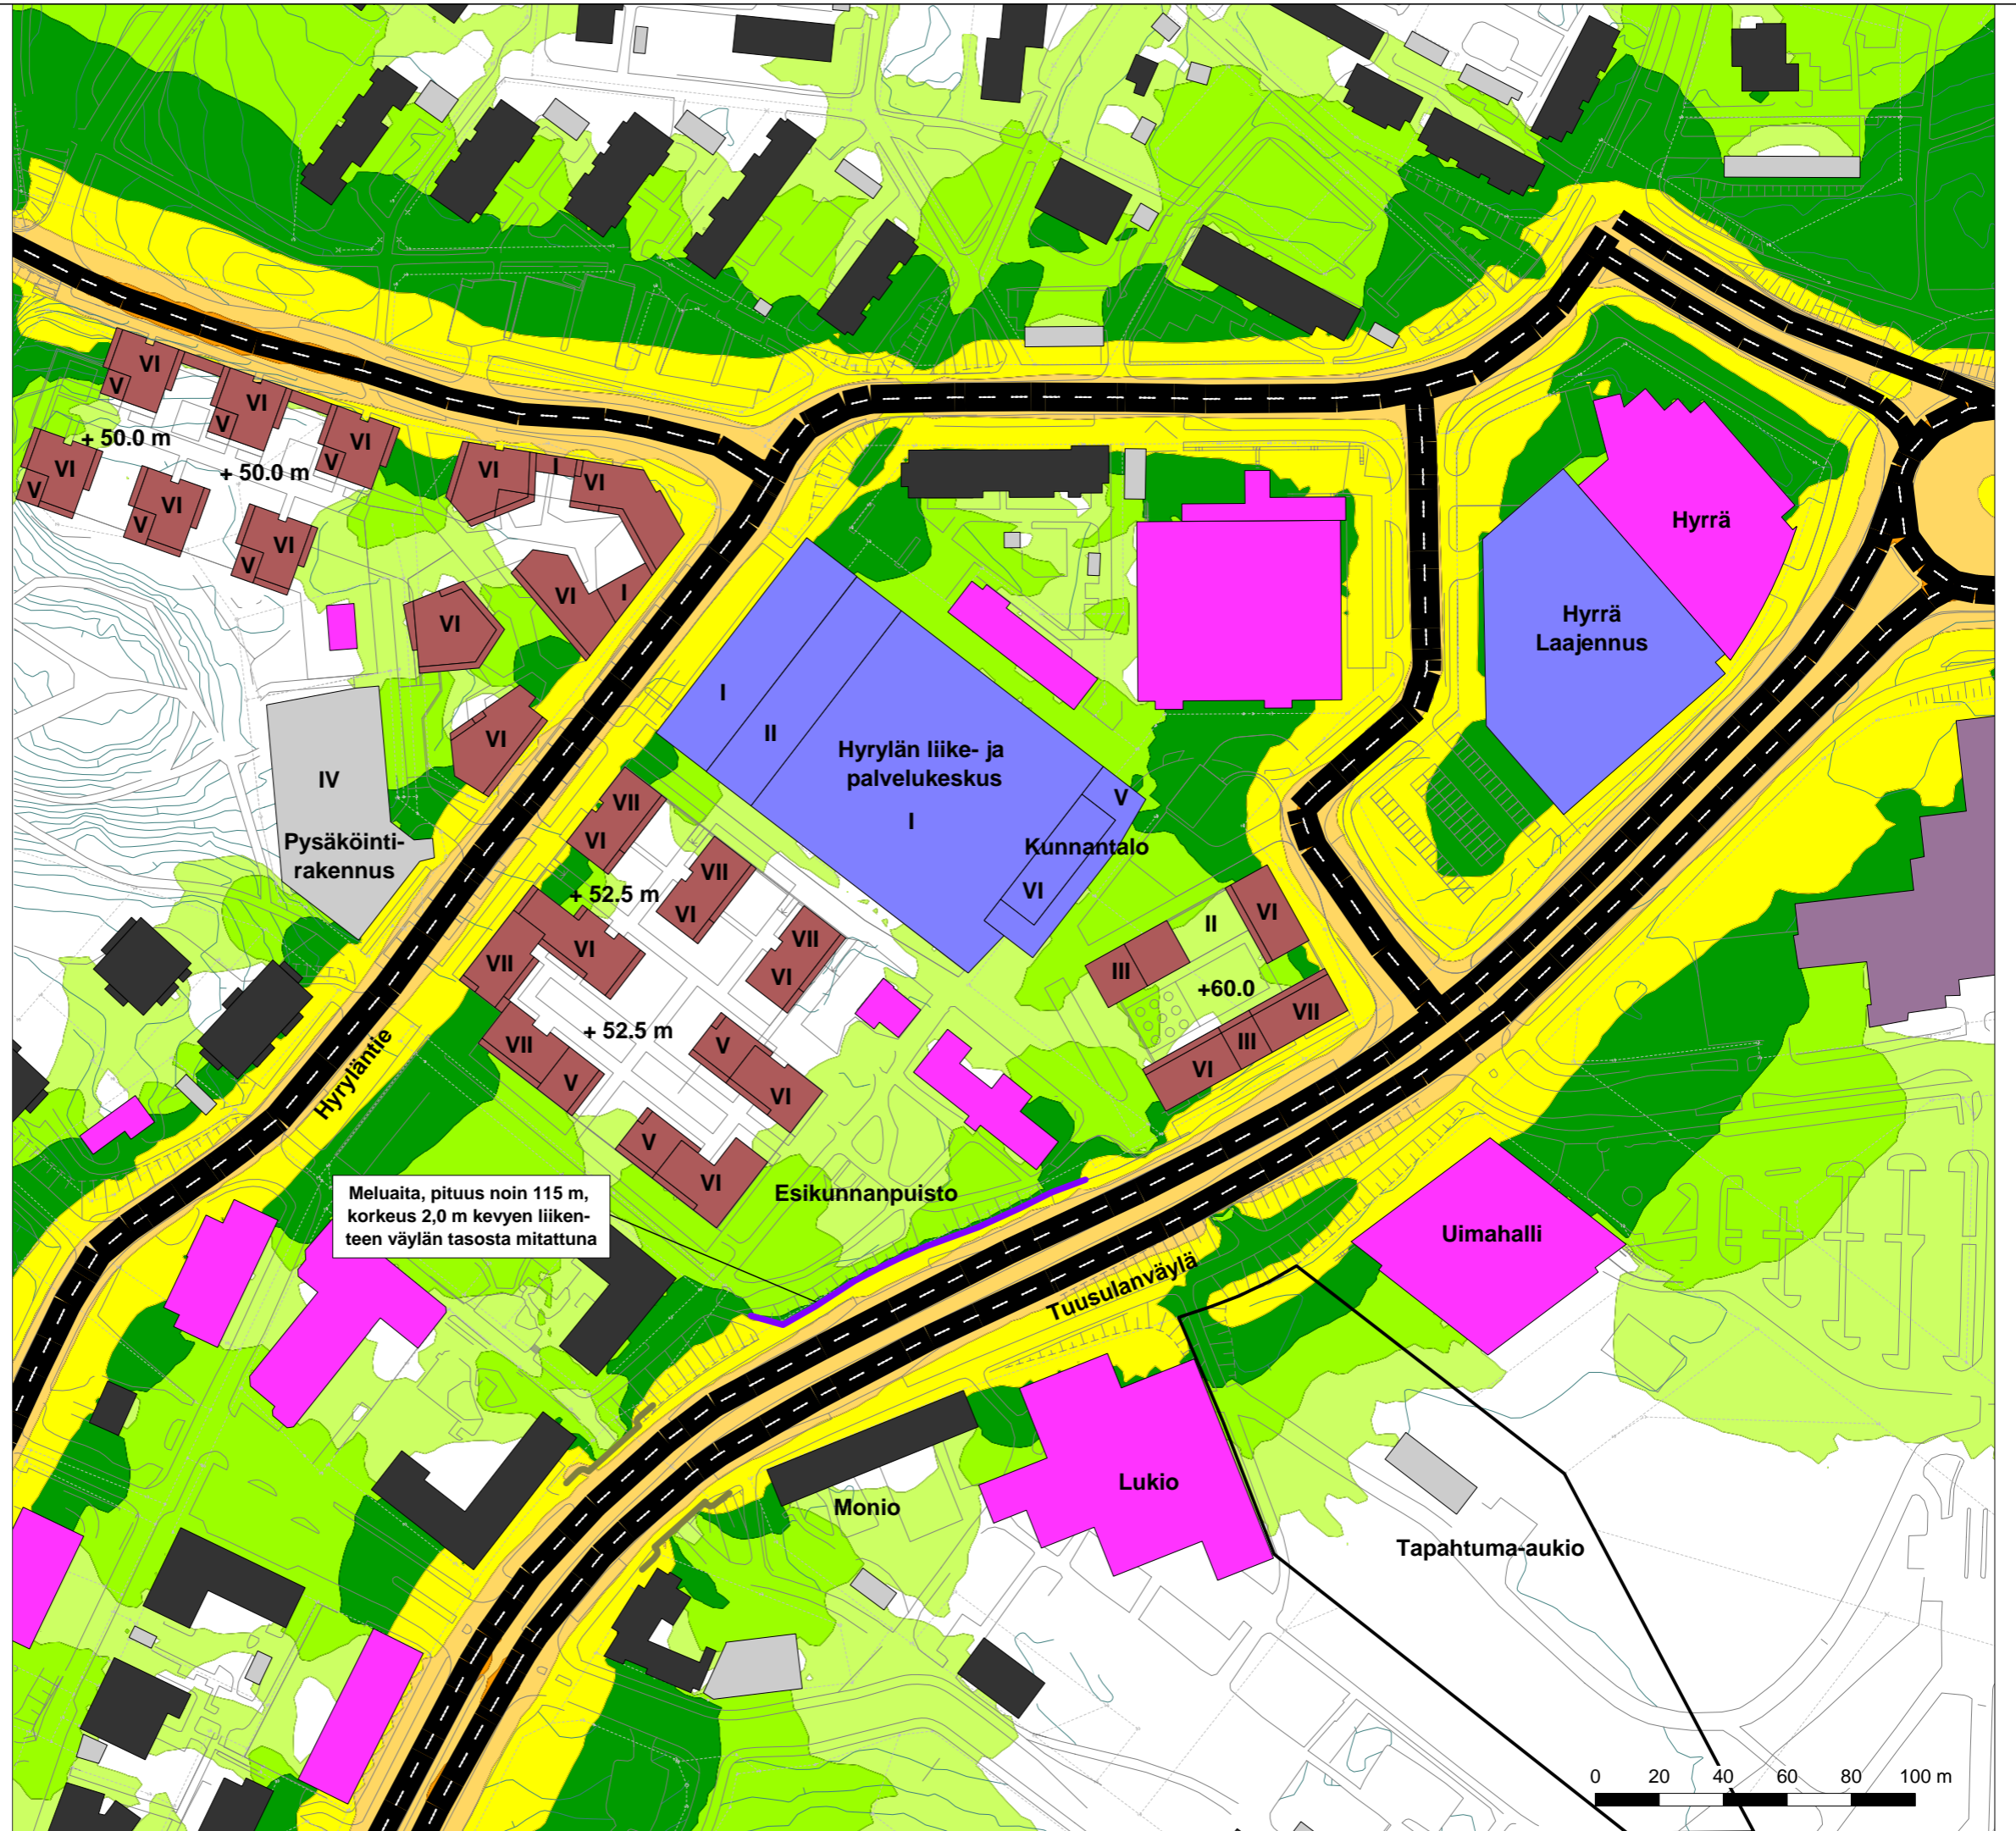 VI
V
VI
V
VI
V
+ 50.0 m
VI
V
+ 50.0 m
VI
V
VI
V
VI
I
VI
VI
I
VI
VI
Hyrrä
Hyrrä
Laajennus
I
II
Hyrylän liike- ja
palvelukeskus
I
V
Kunnantalo
VI
IV
Pysäköinti-
rakennus
VII
VI
VII
VI
+ 52.5 m
VII
VI
VI
VII
+ 52.5 m
VII
V
V
VI
V
VI
II
VI
III
+60.0
VII
III
VI
Hyryläntie
Meluaita, pituus noin 115 m,
korkeus 2,0 m kevyen liiken-
teen väylän tasosta mitattuna
Esikunnanpuisto
Tuusulanväylä
Uimahalli
Lukio
Monio
Tapahtuma-aukio
0 20 40 60 80 100 m